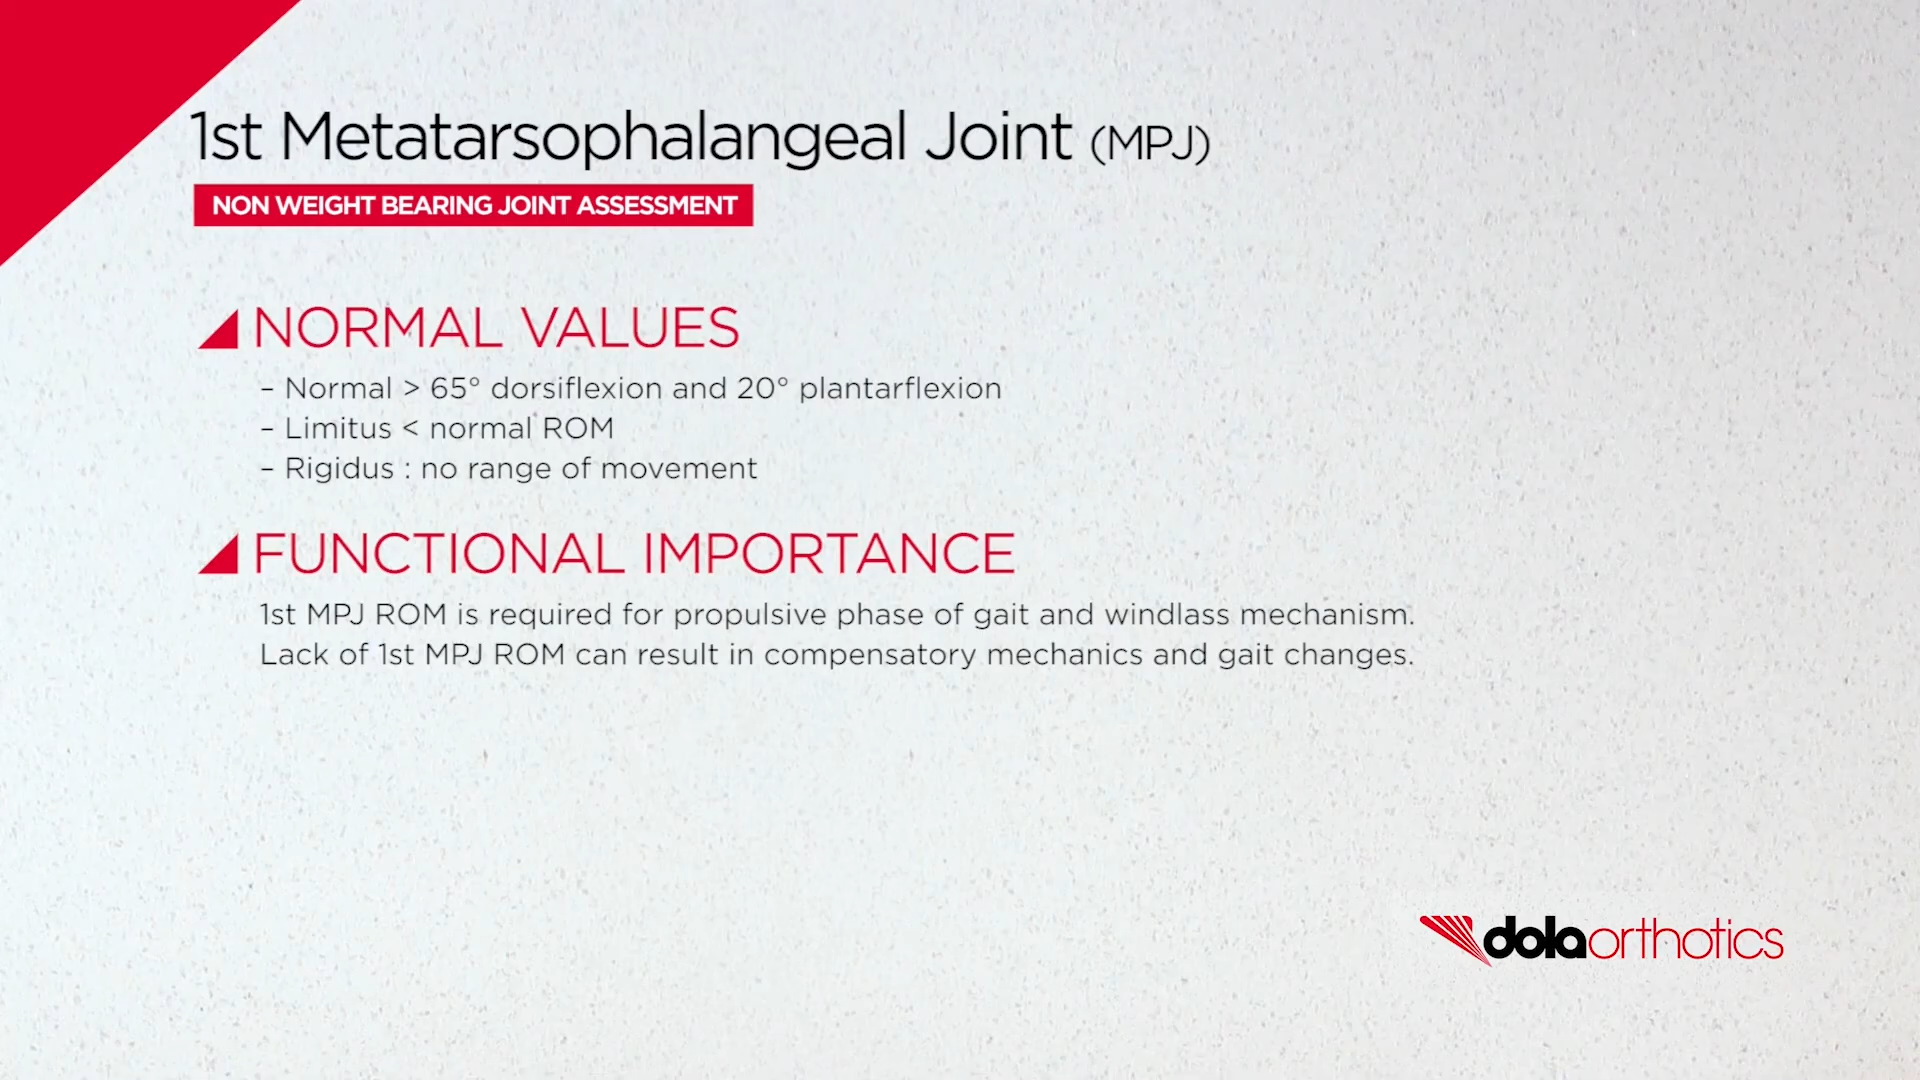 1st Metatarsophalangeal Joint (MPJ)
NON WEIGHT BEARING JOINT ASSESSMENT
NORMAL VALUES
– Normal > 65° dorsiflexion and 20° plantarflexion
– Limitus < normal ROM
– Rigidus : no range of movement
FUNCTIONAL IMPORTANCE
1st MPJ ROM is required for propulsive phase of gait and windlass mechanism.
Lack of 1st MPJ ROM can result in compensatory mechanics and gait changes.
dolaorthotics